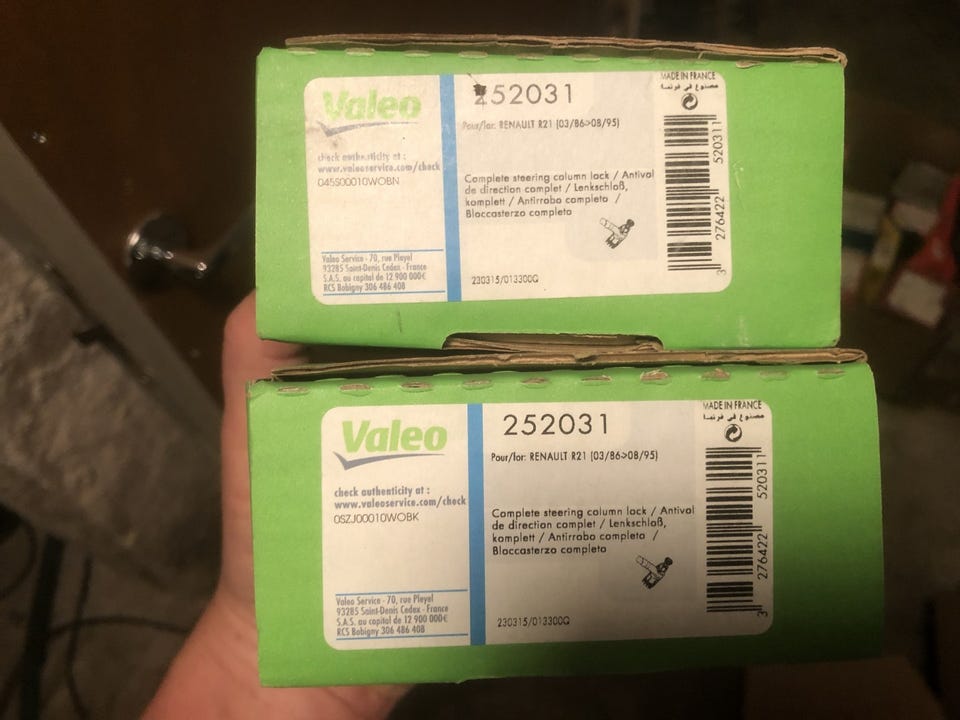 Valeo
check authenticity at :
www.valeoservice.com/check
045S00010WOBN
Valeo Service - 70, rue Pleyel
93285 Saint-Denis Cedex - France
S.A.S. au capital de 12 900 000€
RCS Bobigny 306 486 408
252031
Pour/for: RENAULT R21 (03/86>08/95)
Complete steering column lock / Antivol
de direction complet / Lenkschloß,
komplett / Antirrobo completo /
Bloccasterzo completo
230315/013300Q
MADE IN FRANCE
مصنوع في فرنسا
3 276422 520311
Valeo
check authenticity at :
www.valeoservice.com/check
0SZJ00010WOBK
Valeo Service - 70, rue Pleyel
93285 Saint-Denis Cedex - France
S.A.S. au capital de 12 900 000€
RCS Bobigny 306 486 408
252031
Pour/for: RENAULT R21 (03/86>08/95)
Complete steering column lock / Antivol
de direction complet / Lenkschloß,
komplett / Antirrobo completo /
Bloccasterzo completo
230315/013300Q
MADE IN FRANCE
مصنوع في فرنسا
3 276422 520311